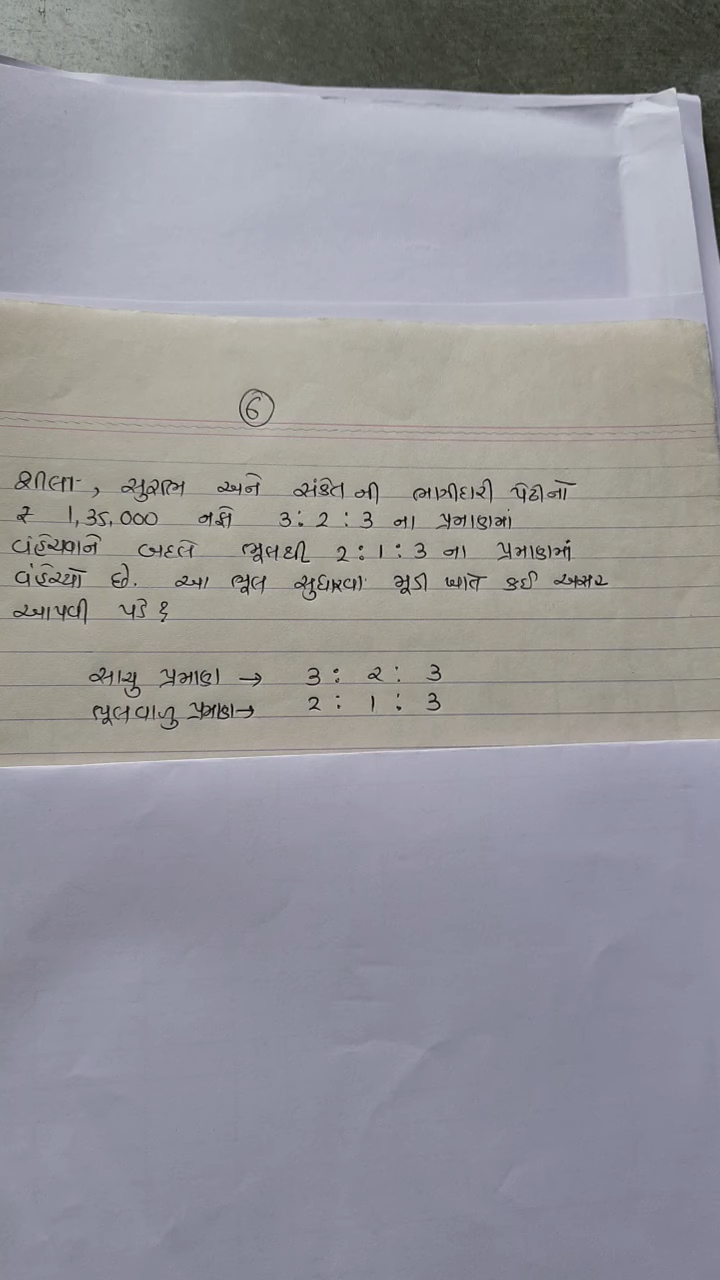 6
શીલા, સુરભિ અને સંકેત ની ભાગીદારી પેઢીનો
₹ 1,35,000 નફો 3 : 2 : 3 ના પ્રમાણમાં
વહેંચવાને બદલે ભૂલથી 2 : 1 : 3 ના પ્રમાણમાં
વહેંચ્યો છે. આ ભૂલ સુધારવા મૂડી ખાતે કઈ અસર
આપવી પડે ?
સાચુ પ્રમાણ → 3 : 2 : 3
ભૂલવાળુ પ્રમાણ → 2 : 1 : 3